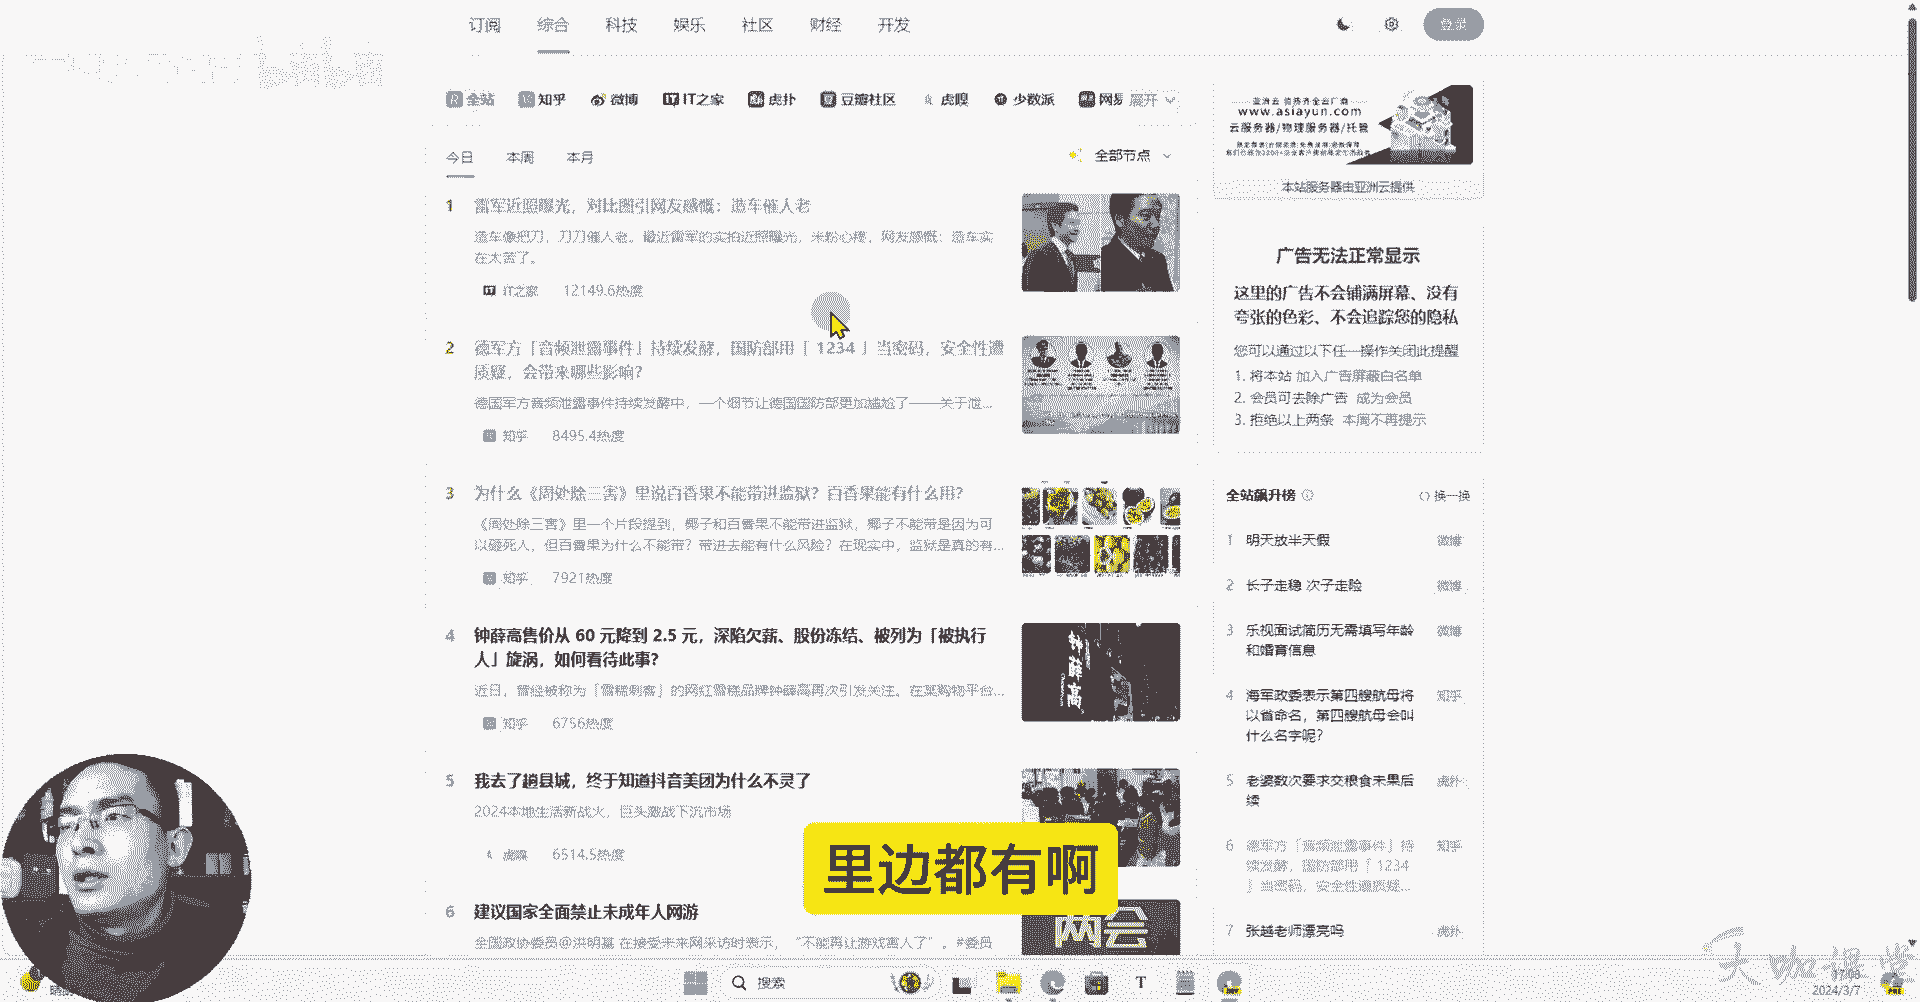 订阅 综合 科技 娱乐 社区 财经 开发 登录
全站 知乎 微博 IT之家 虎扑 豆瓣社区 虎嗅 少数派 网易 展开
今日 本周 本月 全部节点
1 雷军近照曝光，对比图引网友感慨：造车催人老
造车像把刀，刀刀催人老。最近雷军的实拍近照曝光，米粉心疼，网友感慨：造车实
在太苦了。
IT之家 12149.6热度
2 德军方「音频泄露事件」持续发酵，国防部用「 1234 」当密码，安全性遭
质疑，会带来哪些影响？
德国军方音频泄露事件持续发酵中，一个细节让德国国防部更加尴尬了——关于泄...
知乎 8495.4热度
3 为什么《周处除三害》里说百香果不能带进监狱？百香果能有什么用？
《周处除三害》里一个片段提到，椰子和百香果不能带进监狱，椰子不能带是因为可
以砸死人，但百香果为什么不能带？带进去能有什么风险？在现实中，监狱是真的有...
知乎 7921热度
4 钟薛高售价从 60 元降到 2.5 元，深陷欠薪、股份冻结、被列为「被执行
人」旋涡，如何看待此事？
近日，曾经被称为「雪糕刺客」的网红雪糕品牌钟薛高再次引发关注。在某购物平台...
知乎 6756热度
钟薛高
5 我去了趟县城，终于知道抖音美团为什么不灵了
2024本地生活新战火，巨头激战下沉市场
虎嗅 6514.5热度
6 建议国家全面禁止未成年人网游
全国政协委员@洪明基 在接受未来网采访时表示，“不能再让游戏害人了”。#委员
两会
里边都有啊
www.asiayun.com
云服务器/物理服务器/托管
本站服务器由亚洲云提供
广告无法正常显示
这里的广告不会铺满屏幕、没有
夸张的色彩、不会追踪您的隐私
您可以通过以下任一操作关闭此提醒
1. 将本站 加入广告屏蔽白名单
2. 会员可去除广告 成为会员
3. 拒绝以上两条 本周不再提示
全站飙升榜 换一换
1 明天放半天假 微博
2 长子走稳 次子走险 微博
3 乐视面试简历无需填写年龄 微博
和婚育信息
4 海军政委表示第四艘航母将 知乎
以省命名，第四艘航母会叫
什么名字呢？
5 老婆数次要求交粮食未果后 虎扑
续
6 德军方「音频泄露事件」持 知乎
续发酵，国防部用「 1234
」当密码，安全性遭质疑...
7 张越老师漂亮吗 虎扑
大咖课堂
搜索
17:08
2024/3/7